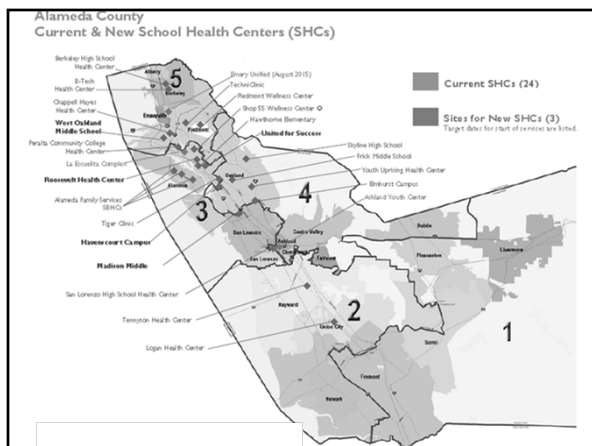 Alameda County
Current & New School Health Centers (SHCs)
Berkeley High School
Health Center
B-Tech
Health Center
Chappell Hayes
Health Center
West Oakland
Middle School
Peralta Community College
Health Center
La Escuelita Complex
Roosevelt Health Center
Alameda Family Services
SBHCs
Tiger Clinic
Havenscourt Campus
Madison Middle
San Lorenzo High School Health Center
Tennyson Health Center
Logan Health Center
Emery Unified (August 2015)
TechniClinic
Piedmont Wellness Center
Shop 55 Wellness Center
Hawthorne Elementary
United for Success
Skyline High School
Frick Middle School
Youth Uprising Health Center
Elmhurst Campus
Ashland Youth Center
Current SHCs (24)
Sites for New SHCs (3)
Target dates for start of services are listed.
5
Albany
Berkeley
Emeryville
Piedmont
Oakland
Alameda
3
4
San Leandro
Castro Valley
Ashland
San Lorenzo
Fairview
Dublin
Pleasanton
Livermore
Hayward
2
Union City
1
Sunol
Fremont
Newark